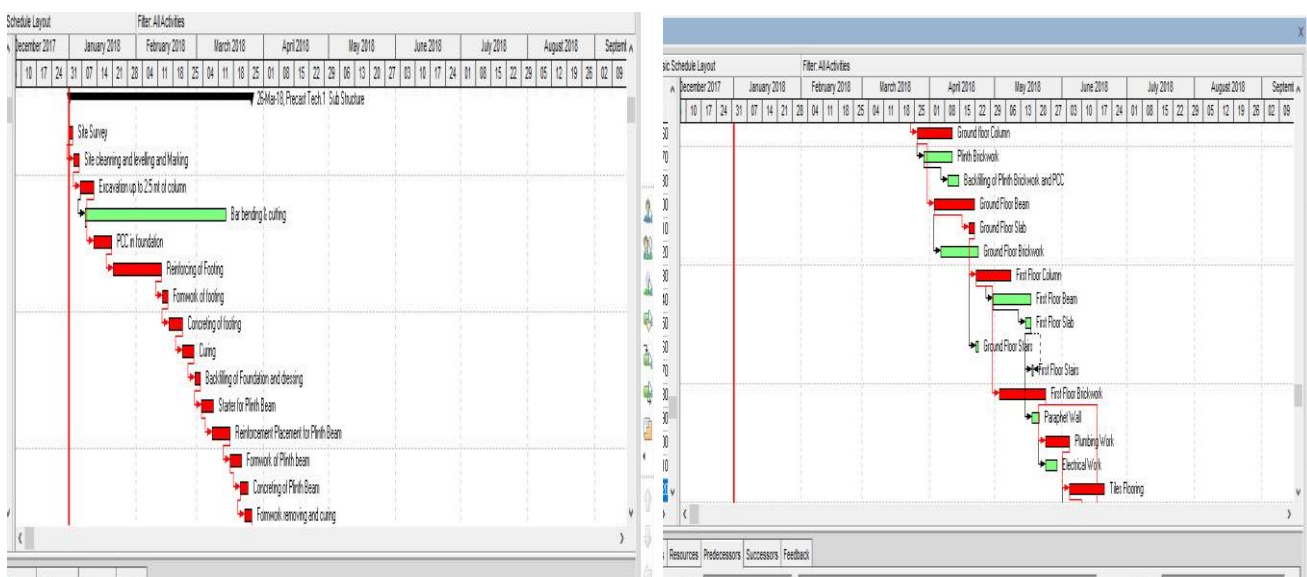 Schedule Layout Filter: All Activities
December 2017 January 2018 February 2018 March 2018 April 2018 May 2018 June 2018 July 2018 August 2018 Septemb
10 17 24 31 07 14 21 28 04 11 18 25 04 11 18 25 01 08 15 22 29 06 13 20 27 03 10 17 24 01 08 15 22 29 05 12 19 26 02 09
26-Mar-18, Precast Tech.1 Sub Structure
Site Survey
Site cleanning and levelling and Marking
Excavation up to 2.5 mt of column
Bar bending & cutting
PCC in foundation
Reinforcing of Footing
Formwork of footing
Concreting of footing
Curing
Backfilling of Foundation and dressing
Starter for Plinth Beam
Reinforcement Placement for Plinth Beam
Formwork of Plinth beam
Concreting of Plinth Beam
Formwork removing and curing
sic Schedule Layout Filter: All Activities
December 2017 January 2018 February 2018 March 2018 April 2018 May 2018 June 2018 July 2018 August 2018 Septemb
10 17 24 31 07 14 21 28 04 11 18 25 04 11 18 25 01 08 15 22 29 06 13 20 27 03 10 17 24 01 08 15 22 29 05 12 19 26 02 09
Ground floor Column
Plinth Brickwork
Backfilling of Plinth Brickwork and PCC
Ground Floor Beam
Ground Floor Slab
Ground Floor Brickwork
First Floor Column
First Floor Beam
First Floor Slab
Ground Floor Stairs
First Floor Stairs
First Floor Brickwork
Paraphet Wall
Plumbing Work
Electrical Work
Tiles Flooring
Resources Predecessors Successors Feedback